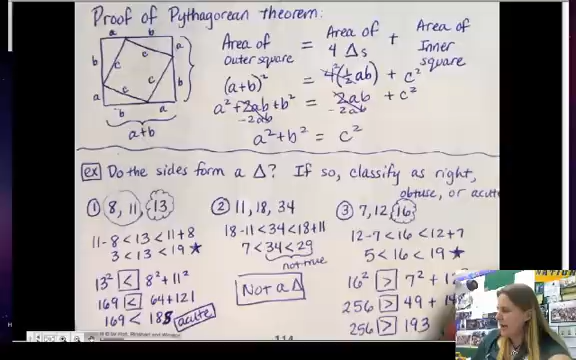 Proof of Pythagorean theorem:
a b
b c c a
c c b
a b a
a+b a+b
Area of Outer square = Area of 4 Δs + Area of Inner square
(a+b)² = 4²(½ab) + c²
a² + 2ab + b² = 2ab + c²
-2ab -2ab
a² + b² = c²
ex Do the sides form a Δ? If so, classify as right, obtuse, or acute
① 8, 11, 13
11-8 < 13 < 11+8
3 < 13 < 19 ★
13² < 8² + 11²
169 < 64+121
169 < 185 acute
② 11, 18, 34
18-11 < 34 < 18+11
7 < 34 < 29
not true
Not a Δ
③ 7, 12, 16
12-7 < 16 < 12+7
5 < 16 < 19 ★
16² > 7² +
256 > 49 +
256 > 193
114
NATION